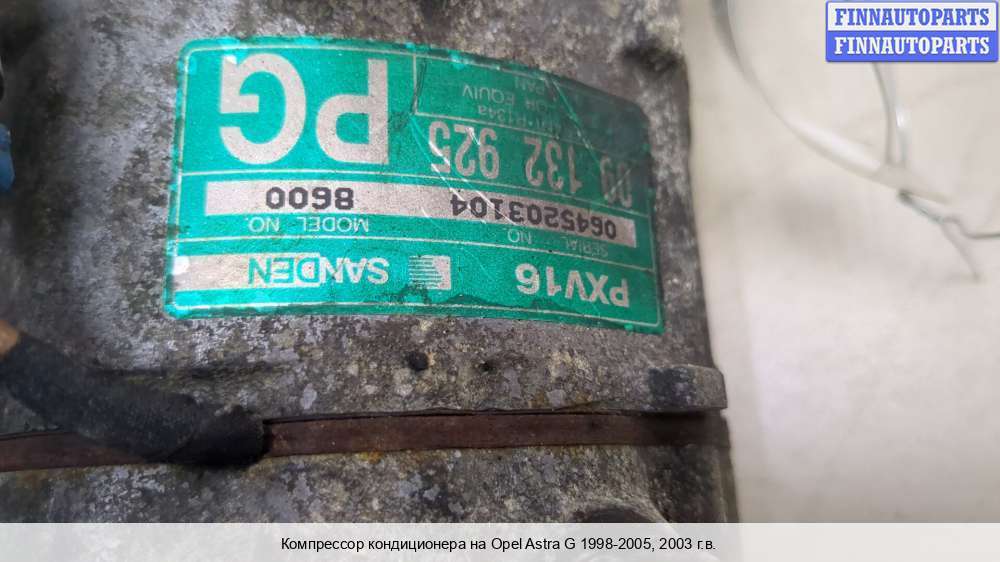 FINNAUTOPARTS
FINNAUTOPARTS
PXV16 SANDEN
SERIAL NO. MODEL NO.
0645203104 8600
09 132 925
PG
Компрессор кондиционера на Opel Astra G 1998-2005, 2003 г.в.